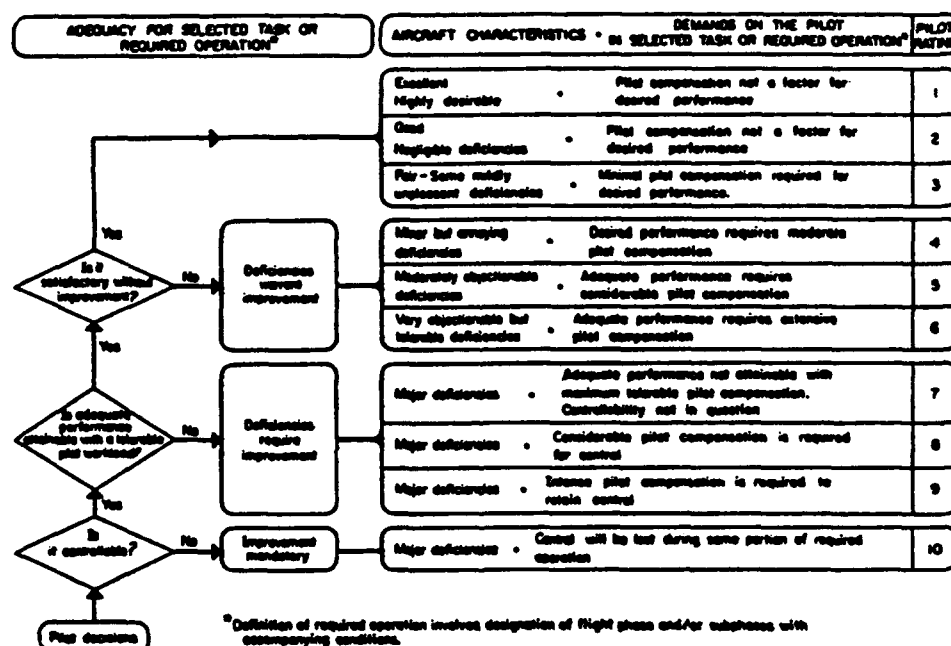 ADEQUACY FOR SELECTED TASK OR
REQUIRED OPERATION*
AIRCRAFT CHARACTERISTICS
DEMANDS ON THE PILOT
IN SELECTED TASK OR REQUIRED OPERATION*
PILOT
RATING
Excellent
Highly desirable
Pilot compensation not a factor for
desired performance
1
Good
Negligible deficiencies
Pilot compensation not a factor for
desired performance
2
Fair - Some mildly
unpleasant deficiencies
Minimal pilot compensation required for
desired performance.
3
Yes
Is it
satisfactory without
improvement?
No
Deficiencies
warrant
improvement
Minor but annoying
deficiencies
Desired performance requires moderate
pilot compensation
4
Moderately objectionable
deficiencies
Adequate performance requires
considerable pilot compensation
5
Very objectionable but
tolerable deficiencies
Adequate performance requires extensive
pilot compensation
6
Yes
Is adequate
performance
attainable with a tolerable
pilot workload?
No
Deficiencies
require
improvement
Major deficiencies
Adequate performance not attainable with
maximum tolerable pilot compensation.
Controllability not in question
7
Major deficiencies
Considerable pilot compensation is required
for control
8
Major deficiencies
Intense pilot compensation is required to
retain control
9
Yes
Is
it controllable?
No
Improvement
mandatory
Major deficiencies
Control will be lost during some portion of required
operation
10
Pilot decisions
*Definition of required operation involves designation of flight phase and/or subphases with
accompanying conditions.